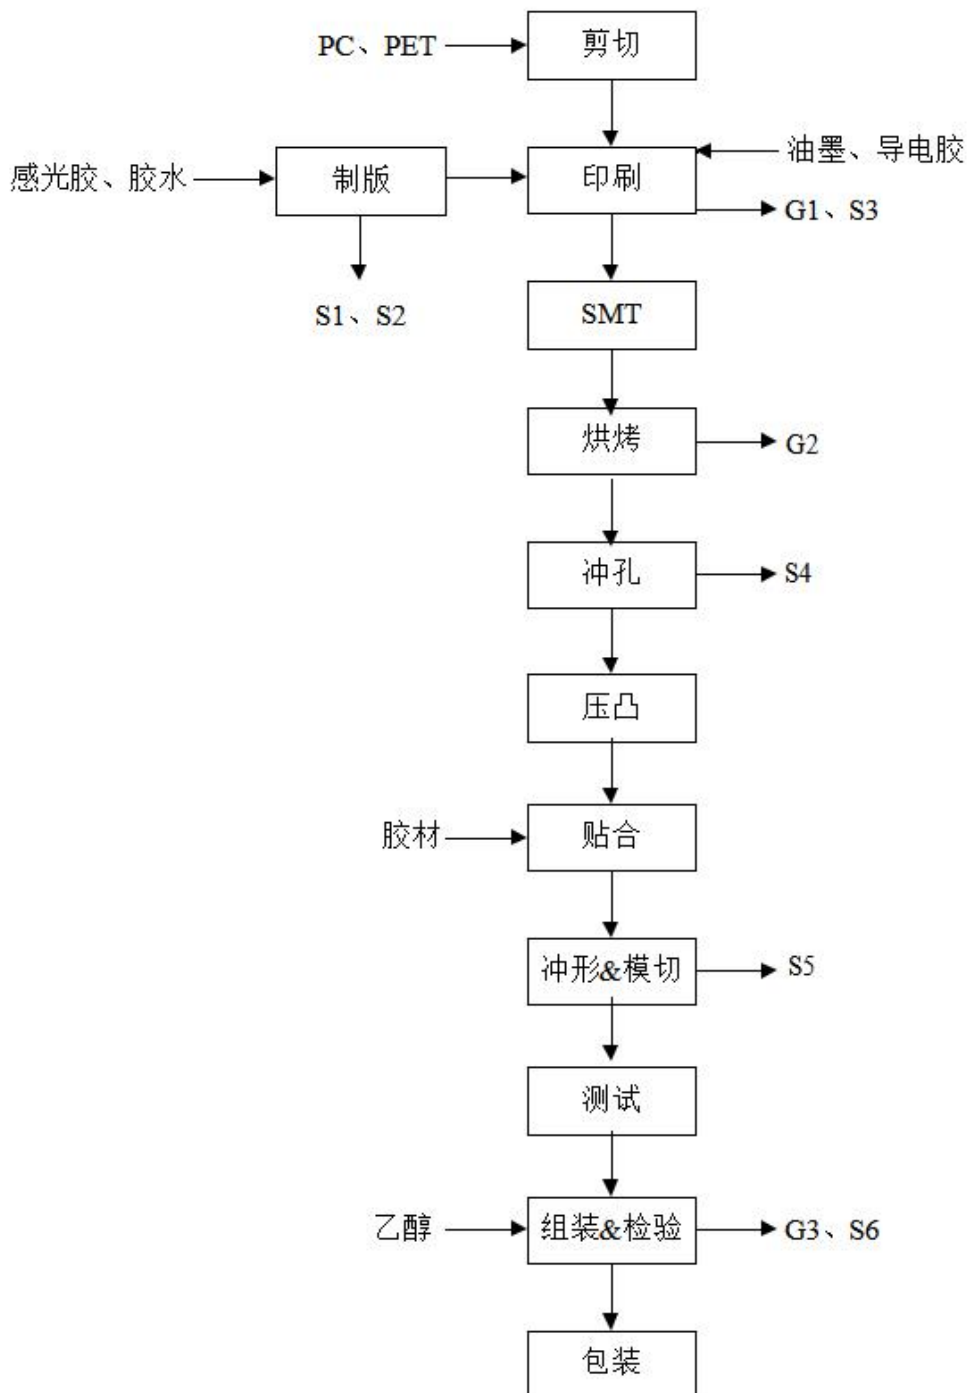 PC、PET
剪切
感光胶、胶水
制版
印刷
油墨、导电胶
G1、S3
S1、S2
SMT
烘烤
G2
冲孔
S4
压凸
胶材
贴合
冲形&模切
S5
测试
乙醇
组装&检验
G3、S6
包装